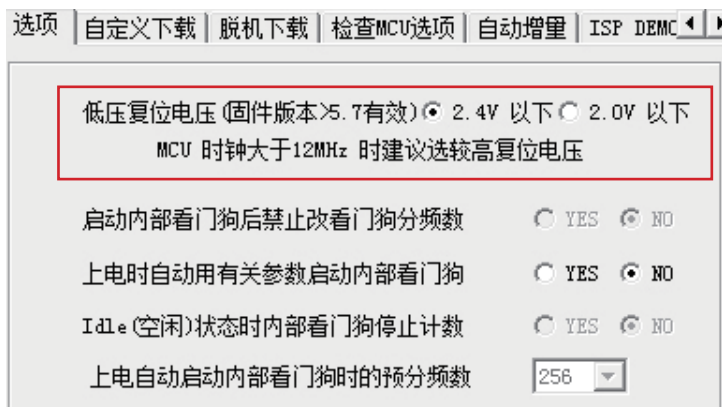 选项 自定义下载 脱机下载 检查MCU选项 自动增量 ISP DEMO
低压复位电压(固件版本>5.7有效) 2.4V 以下 2.0V 以下
MCU 时钟大于12MHz 时建议选较高复位电压
启动内部看门狗后禁止改看门狗分频数 YES NO
上电时自动用有关参数启动内部看门狗 YES NO
Idle(空闲)状态时内部看门狗停止计数 YES NO
上电自动启动内部看门狗时的预分频数 256